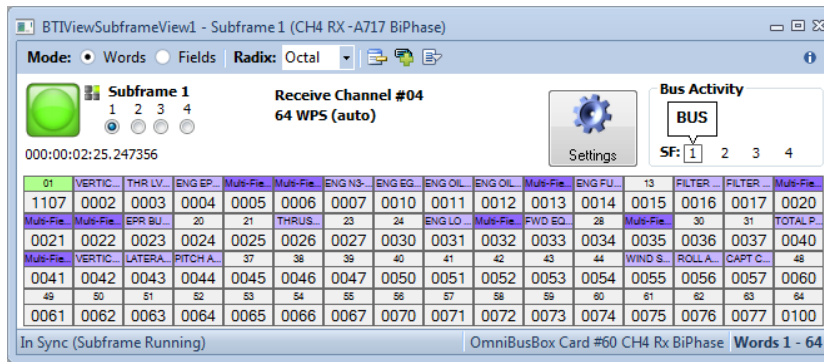 BTIViewSubframeView1 - Subframe 1 (CH4 RX -A717 BiPhase)
Mode: Words Fields Radix: Octal
Subframe 1
1 2 3 4
Receive Channel #04
64 WPS (auto)
000:00:02:25.247356
Settings
Bus Activity
BUS
SF: 1 2 3 4
01 VERTIC... THR LV... ENG EP... Multi-Fie... Multi-Fie... ENG N3-... ENG EG... ENG OIL... ENG OIL... Multi-Fie... ENG FU... 13 FILTER ... FILTER ... Multi-Fie...
1107 0002 0003 0004 0005 0006 0007 0010 0011 0012 0013 0014 0015 0016 0017 0020
Multi-Fie... Multi-Fie... EPR BU... 20 21 THRUS... 23 24 ENG LO ... Multi-Fie... FWD EQ... 28 Multi-Fie... 30 31 TOTAL P...
0021 0022 0023 0024 0025 0026 0027 0030 0031 0032 0033 0034 0035 0036 0037 0040
Multi-Fie... VERTIC... LATERA... PITCH A... 37 38 39 40 41 42 43 44 WIND S... ROLL A... CAPT C... 48
0041 0042 0043 0044 0045 0046 0047 0050 0051 0052 0053 0054 0055 0056 0057 0060
49 50 51 52 53 54 55 56 57 58 59 60 61 62 63 64
0061 0062 0063 0064 0065 0066 0067 0070 0071 0072 0073 0074 0075 0076 0077 0100
In Sync (Subframe Running) OmniBusBox Card #60 CH4 Rx BiPhase Words 1 - 64